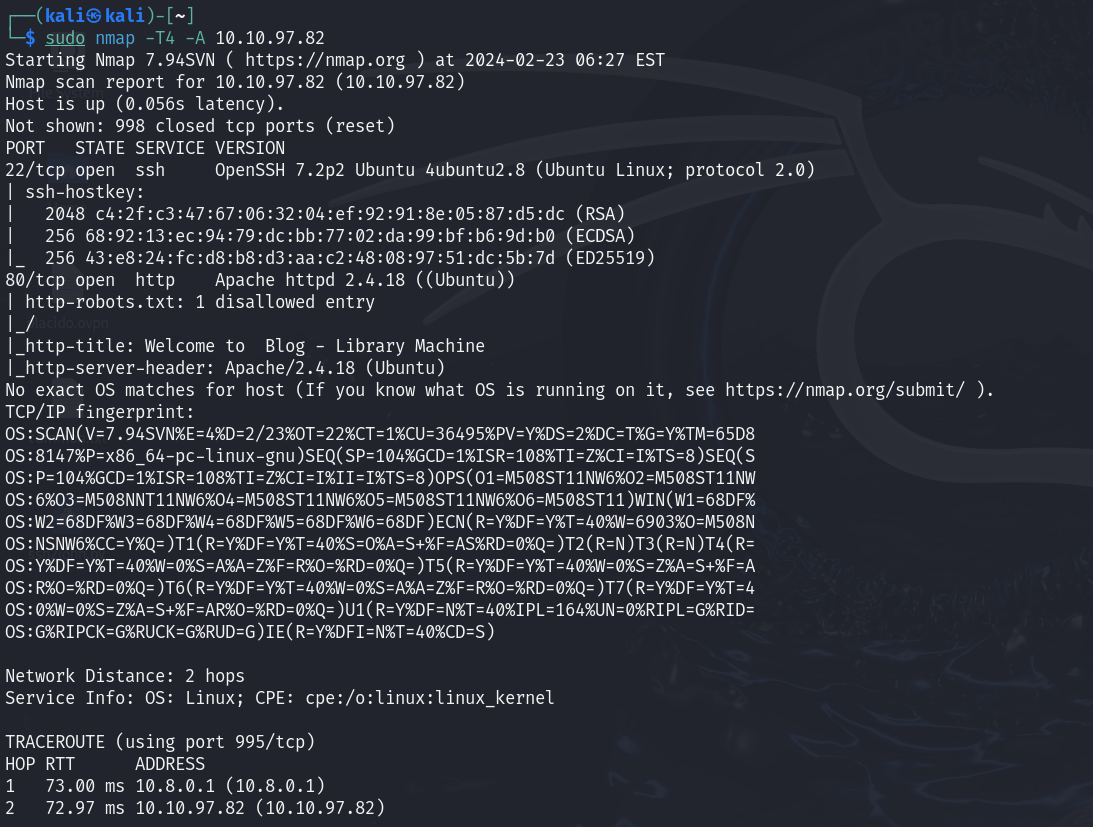 ┌──(kali㉿kali)-[~]
└─$ sudo nmap -T4 -A 10.10.97.82
Starting Nmap 7.94SVN ( https://nmap.org ) at 2024-02-23 06:27 EST
Nmap scan report for 10.10.97.82 (10.10.97.82)
Host is up (0.056s latency).
Not shown: 998 closed tcp ports (reset)
PORT   STATE SERVICE VERSION
22/tcp open  ssh     OpenSSH 7.2p2 Ubuntu 4ubuntu2.8 (Ubuntu Linux; protocol 2.0)
| ssh-hostkey:
|   2048 c4:2f:c3:47:67:06:32:04:ef:92:91:8e:05:87:d5:dc (RSA)
|   256 68:92:13:ec:94:79:dc:bb:77:02:da:99:bf:b6:9d:b0 (ECDSA)
|_  256 43:e8:24:fc:d8:b8:d3:aa:c2:48:08:97:51:dc:5b:7d (ED25519)
80/tcp open  http    Apache httpd 2.4.18 ((Ubuntu))
| http-robots.txt: 1 disallowed entry
|_/
|_http-title: Welcome to  Blog - Library Machine
|_http-server-header: Apache/2.4.18 (Ubuntu)
No exact OS matches for host (If you know what OS is running on it, see https://nmap.org/submit/ ).
TCP/IP fingerprint:
OS:SCAN(V=7.94SVN%E=4%D=2/23%OT=22%CT=1%CU=36495%PV=Y%DS=2%DC=T%G=Y%TM=65D8
OS:8147%P=x86_64-pc-linux-gnu)SEQ(SP=104%GCD=1%ISR=108%TI=Z%CI=I%TS=8)SEQ(S
OS:P=104%GCD=1%ISR=108%TI=Z%CI=I%II=I%TS=8)OPS(O1=M508ST11NW6%O2=M508ST11NW
OS:6%O3=M508NNT11NW6%O4=M508ST11NW6%O5=M508ST11NW6%O6=M508ST11)WIN(W1=68DF%
OS:W2=68DF%W3=68DF%W4=68DF%W5=68DF%W6=68DF)ECN(R=Y%DF=Y%T=40%W=6903%O=M508N
OS:NSNW6%CC=Y%Q=)T1(R=Y%DF=Y%T=40%S=O%A=S+%F=AS%RD=0%Q=)T2(R=N)T3(R=N)T4(R=
OS:Y%DF=Y%T=40%W=0%S=A%A=Z%F=R%O=%RD=0%Q=)T5(R=Y%DF=Y%T=40%W=0%S=Z%A=S+%F=A
OS:R%O=%RD=0%Q=)T6(R=Y%DF=Y%T=40%W=0%S=A%A=Z%F=R%O=%RD=0%Q=)T7(R=Y%DF=Y%T=4
OS:0%W=0%S=Z%A=S+%F=AR%O=%RD=0%Q=)U1(R=Y%DF=N%T=40%IPL=164%UN=0%RIPL=G%RID=
OS:G%RIPCK=G%RUCK=G%RUD=G)IE(R=Y%DFI=N%T=40%CD=S)
Network Distance: 2 hops
Service Info: OS: Linux; CPE: cpe:/o:linux:linux_kernel
TRACEROUTE (using port 995/tcp)
HOP RTT      ADDRESS
1   73.00 ms 10.8.0.1 (10.8.0.1)
2   72.97 ms 10.10.97.82 (10.10.97.82)